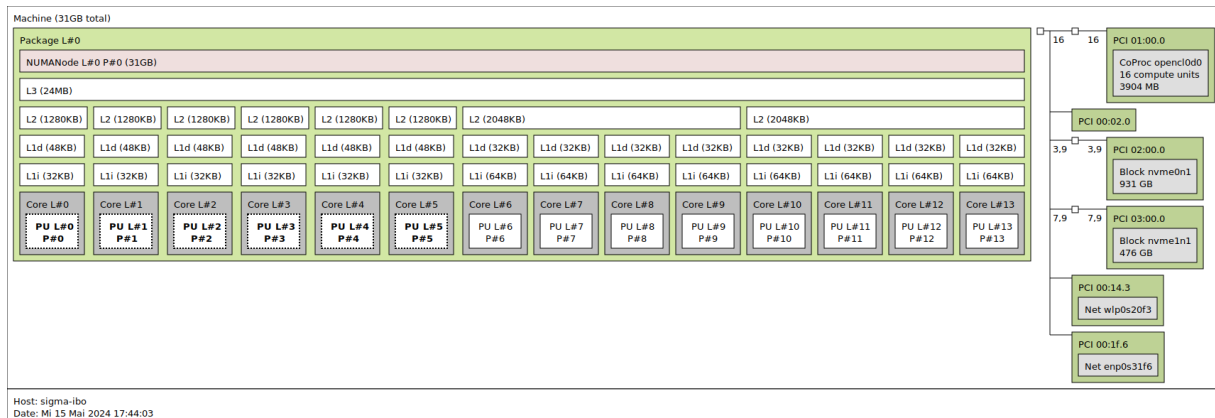 Machine (31GB total)
Package L#0
NUMANode L#0 P#0 (31GB)
L3 (24MB)
L2 (1280KB) L2 (1280KB) L2 (1280KB) L2 (1280KB) L2 (1280KB) L2 (1280KB) L2 (2048KB) L2 (2048KB)
L1d (48KB) L1d (48KB) L1d (48KB) L1d (48KB) L1d (48KB) L1d (48KB) L1d (32KB) L1d (32KB) L1d (32KB) L1d (32KB) L1d (32KB) L1d (32KB) L1d (32KB) L1d (32KB)
L1i (32KB) L1i (32KB) L1i (32KB) L1i (32KB) L1i (32KB) L1i (32KB) L1i (64KB) L1i (64KB) L1i (64KB) L1i (64KB) L1i (64KB) L1i (64KB) L1i (64KB) L1i (64KB)
Core L#0 Core L#1 Core L#2 Core L#3 Core L#4 Core L#5 Core L#6 Core L#7 Core L#8 Core L#9 Core L#10 Core L#11 Core L#12 Core L#13
PU L#0 PU L#1 PU L#2 PU L#3 PU L#4 PU L#5 PU L#6 PU L#7 PU L#8 PU L#9 PU L#10 PU L#11 PU L#12 PU L#13
P#0 P#1 P#2 P#3 P#4 P#5 P#6 P#7 P#8 P#9 P#10 P#11 P#12 P#13
16 16 PCI 01:00.0
CoProc opencl0d0
16 compute units
3904 MB
PCI 00:02.0
3,9 3,9 PCI 02:00.0
Block nvme0n1
931 GB
7,9 7,9 PCI 03:00.0
Block nvme1n1
476 GB
PCI 00:14.3
Net wlp0s20f3
PCI 00:1f.6
Net enp0s31f6
Host: sigma-ibo
Date: Mi 15 Mai 2024 17:44:03